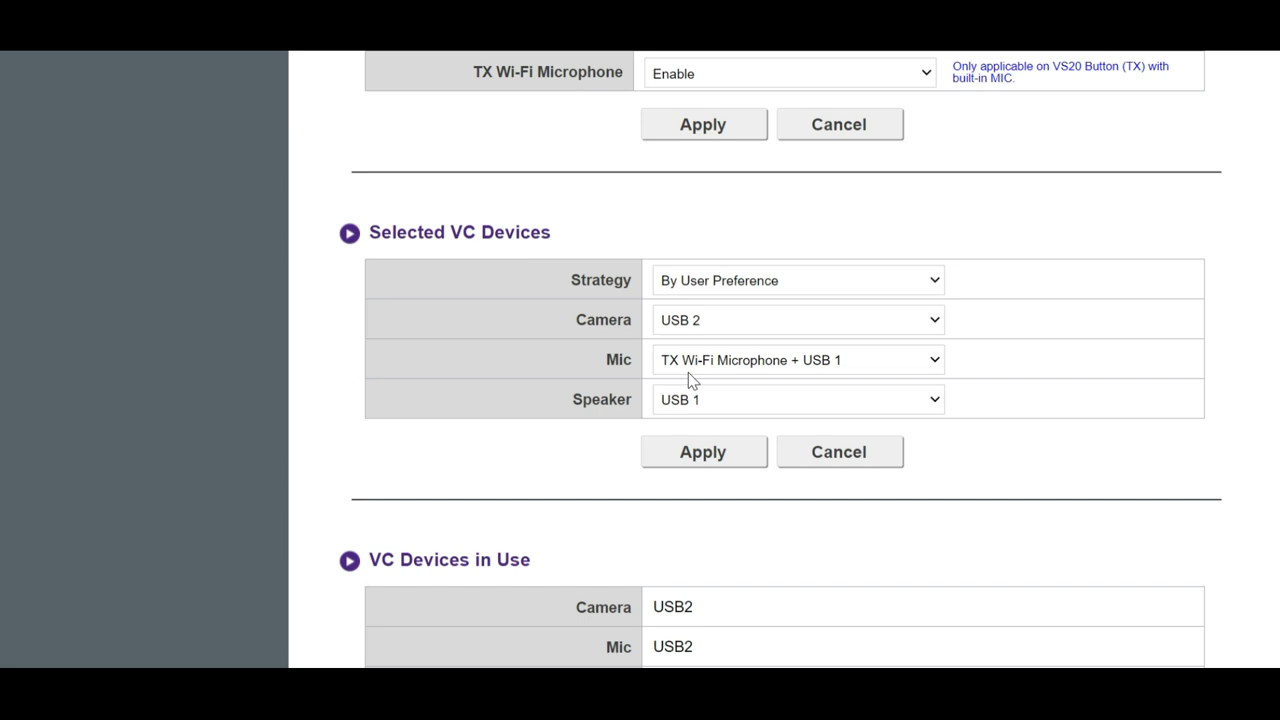 TX Wi-Fi Microphone
Enable
Only applicable on VS20 Button (TX) with
built-in MIC.
Apply
Cancel
Selected VC Devices
Strategy
By User Preference
Camera
USB 2
Mic
TX Wi-Fi Microphone + USB 1
Speaker
USB 1
Apply
Cancel
VC Devices in Use
Camera
USB2
Mic
USB2